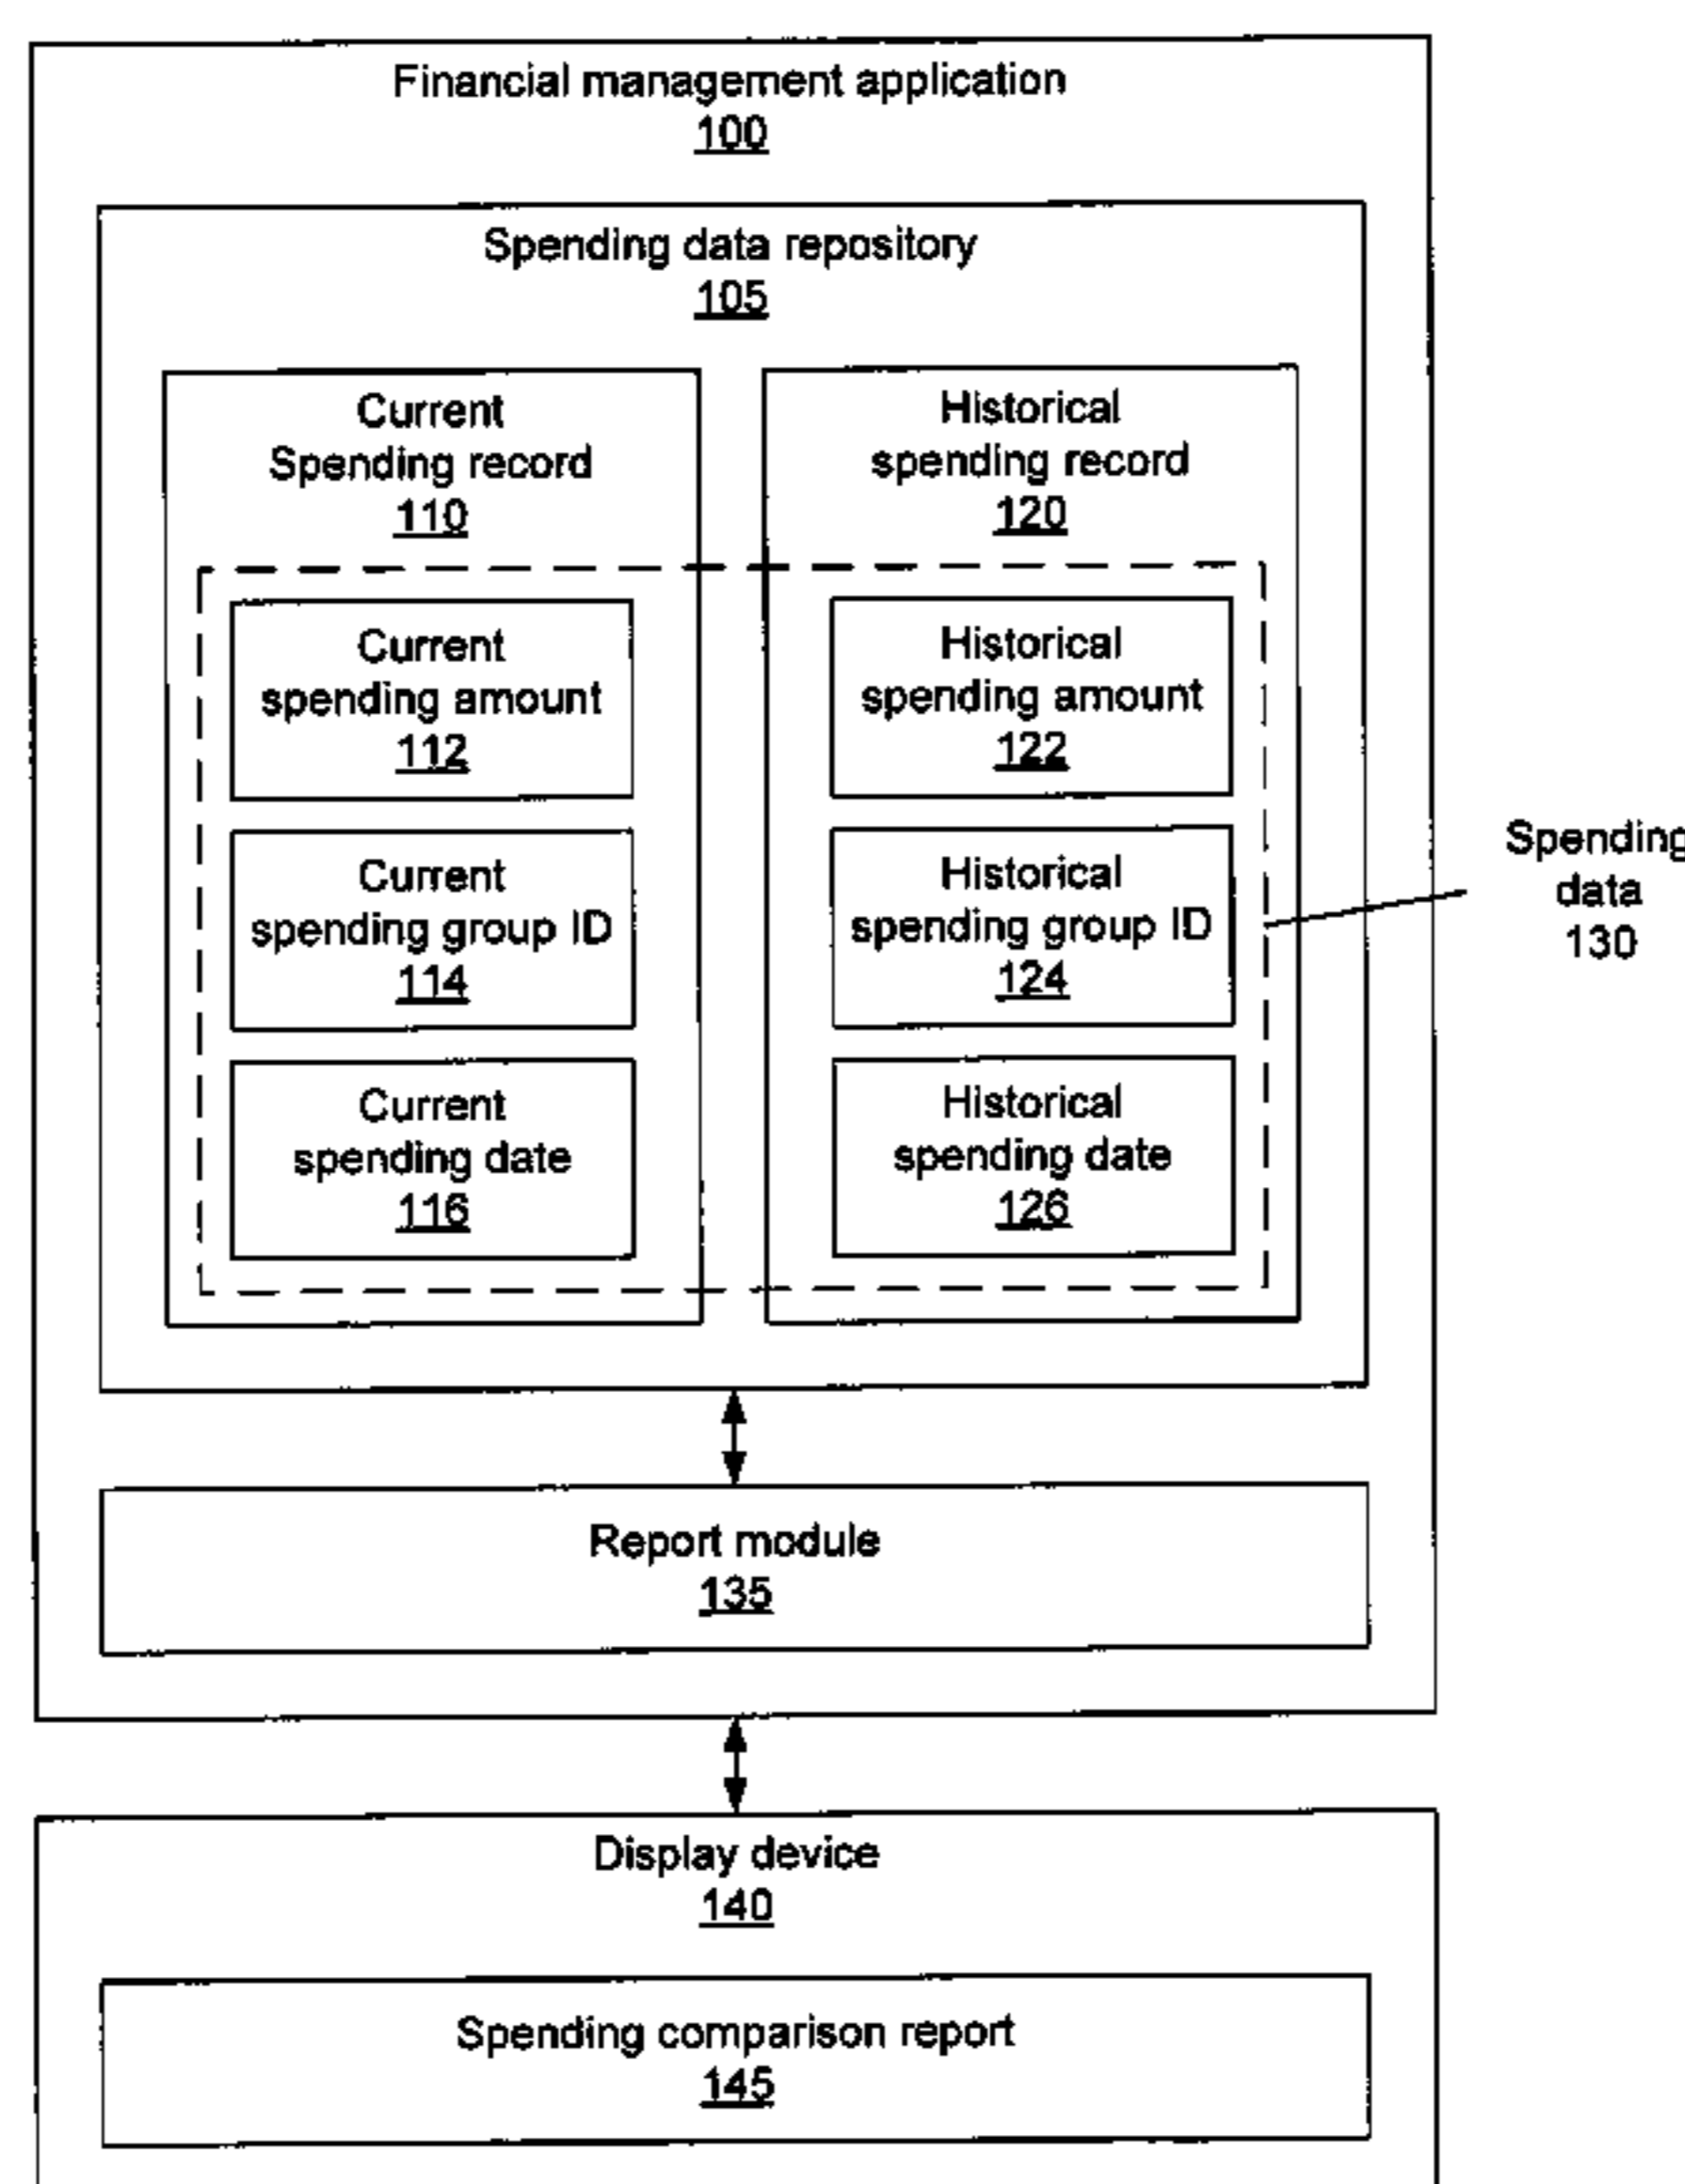 Financial management application
100
Spending data repository
105
Current
Spending record
110
Historical
spending record
120
Current
spending amount
112
Historical
spending amount
122
Current
spending group ID
114
Historical
spending group ID
124
Spending
data
130
Current
spending date
116
Historical
spending date
126
Report module
135
Display device
140
Spending comparison report
145